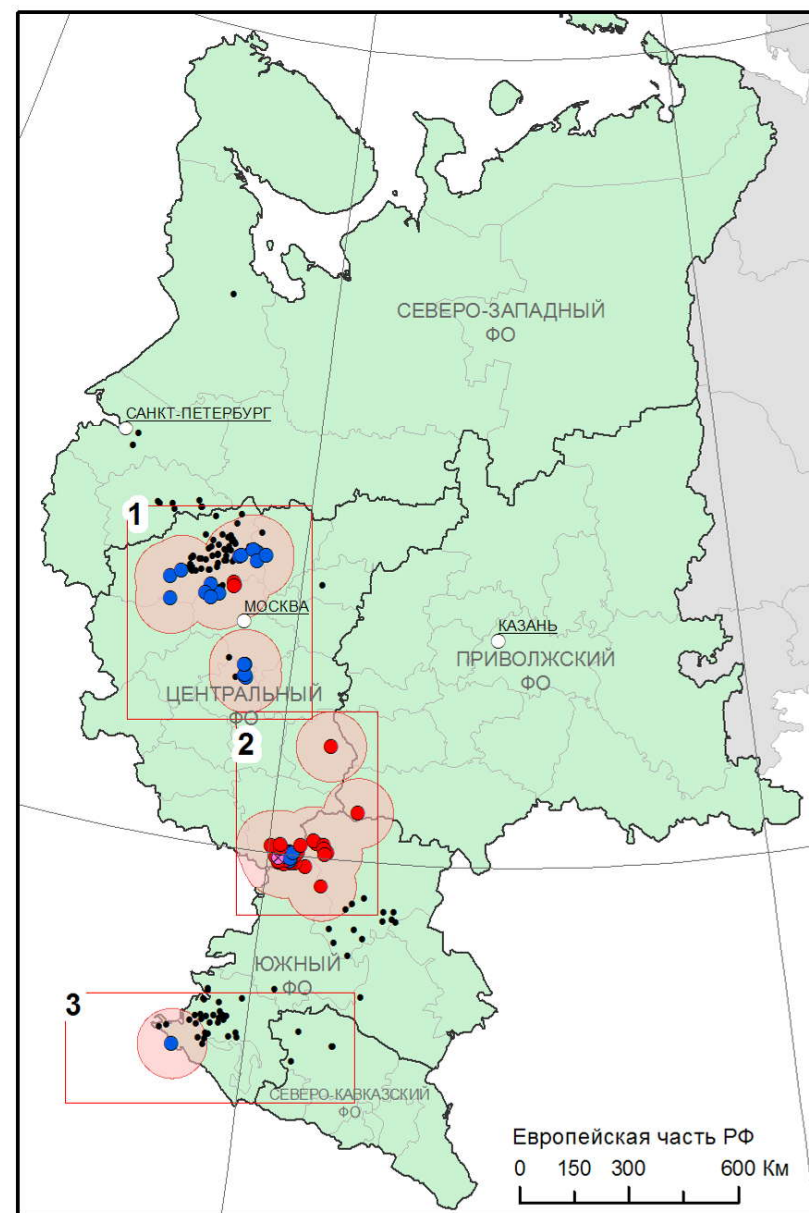 СЕВЕРО-ЗАПАДНЫЙ
ФО
САНКТ-ПЕТЕРБУРГ
1
МОСКВА
КАЗАНЬ
ПРИВОЛЖСКИЙ
ФО
ЦЕНТРАЛЬНЫЙ
ФО
2
ЮЖНЫЙ
ФО
3
СЕВЕРО-КАВКАЗСКИЙ
ФО
Европейская часть РФ
0 150 300 600 Км